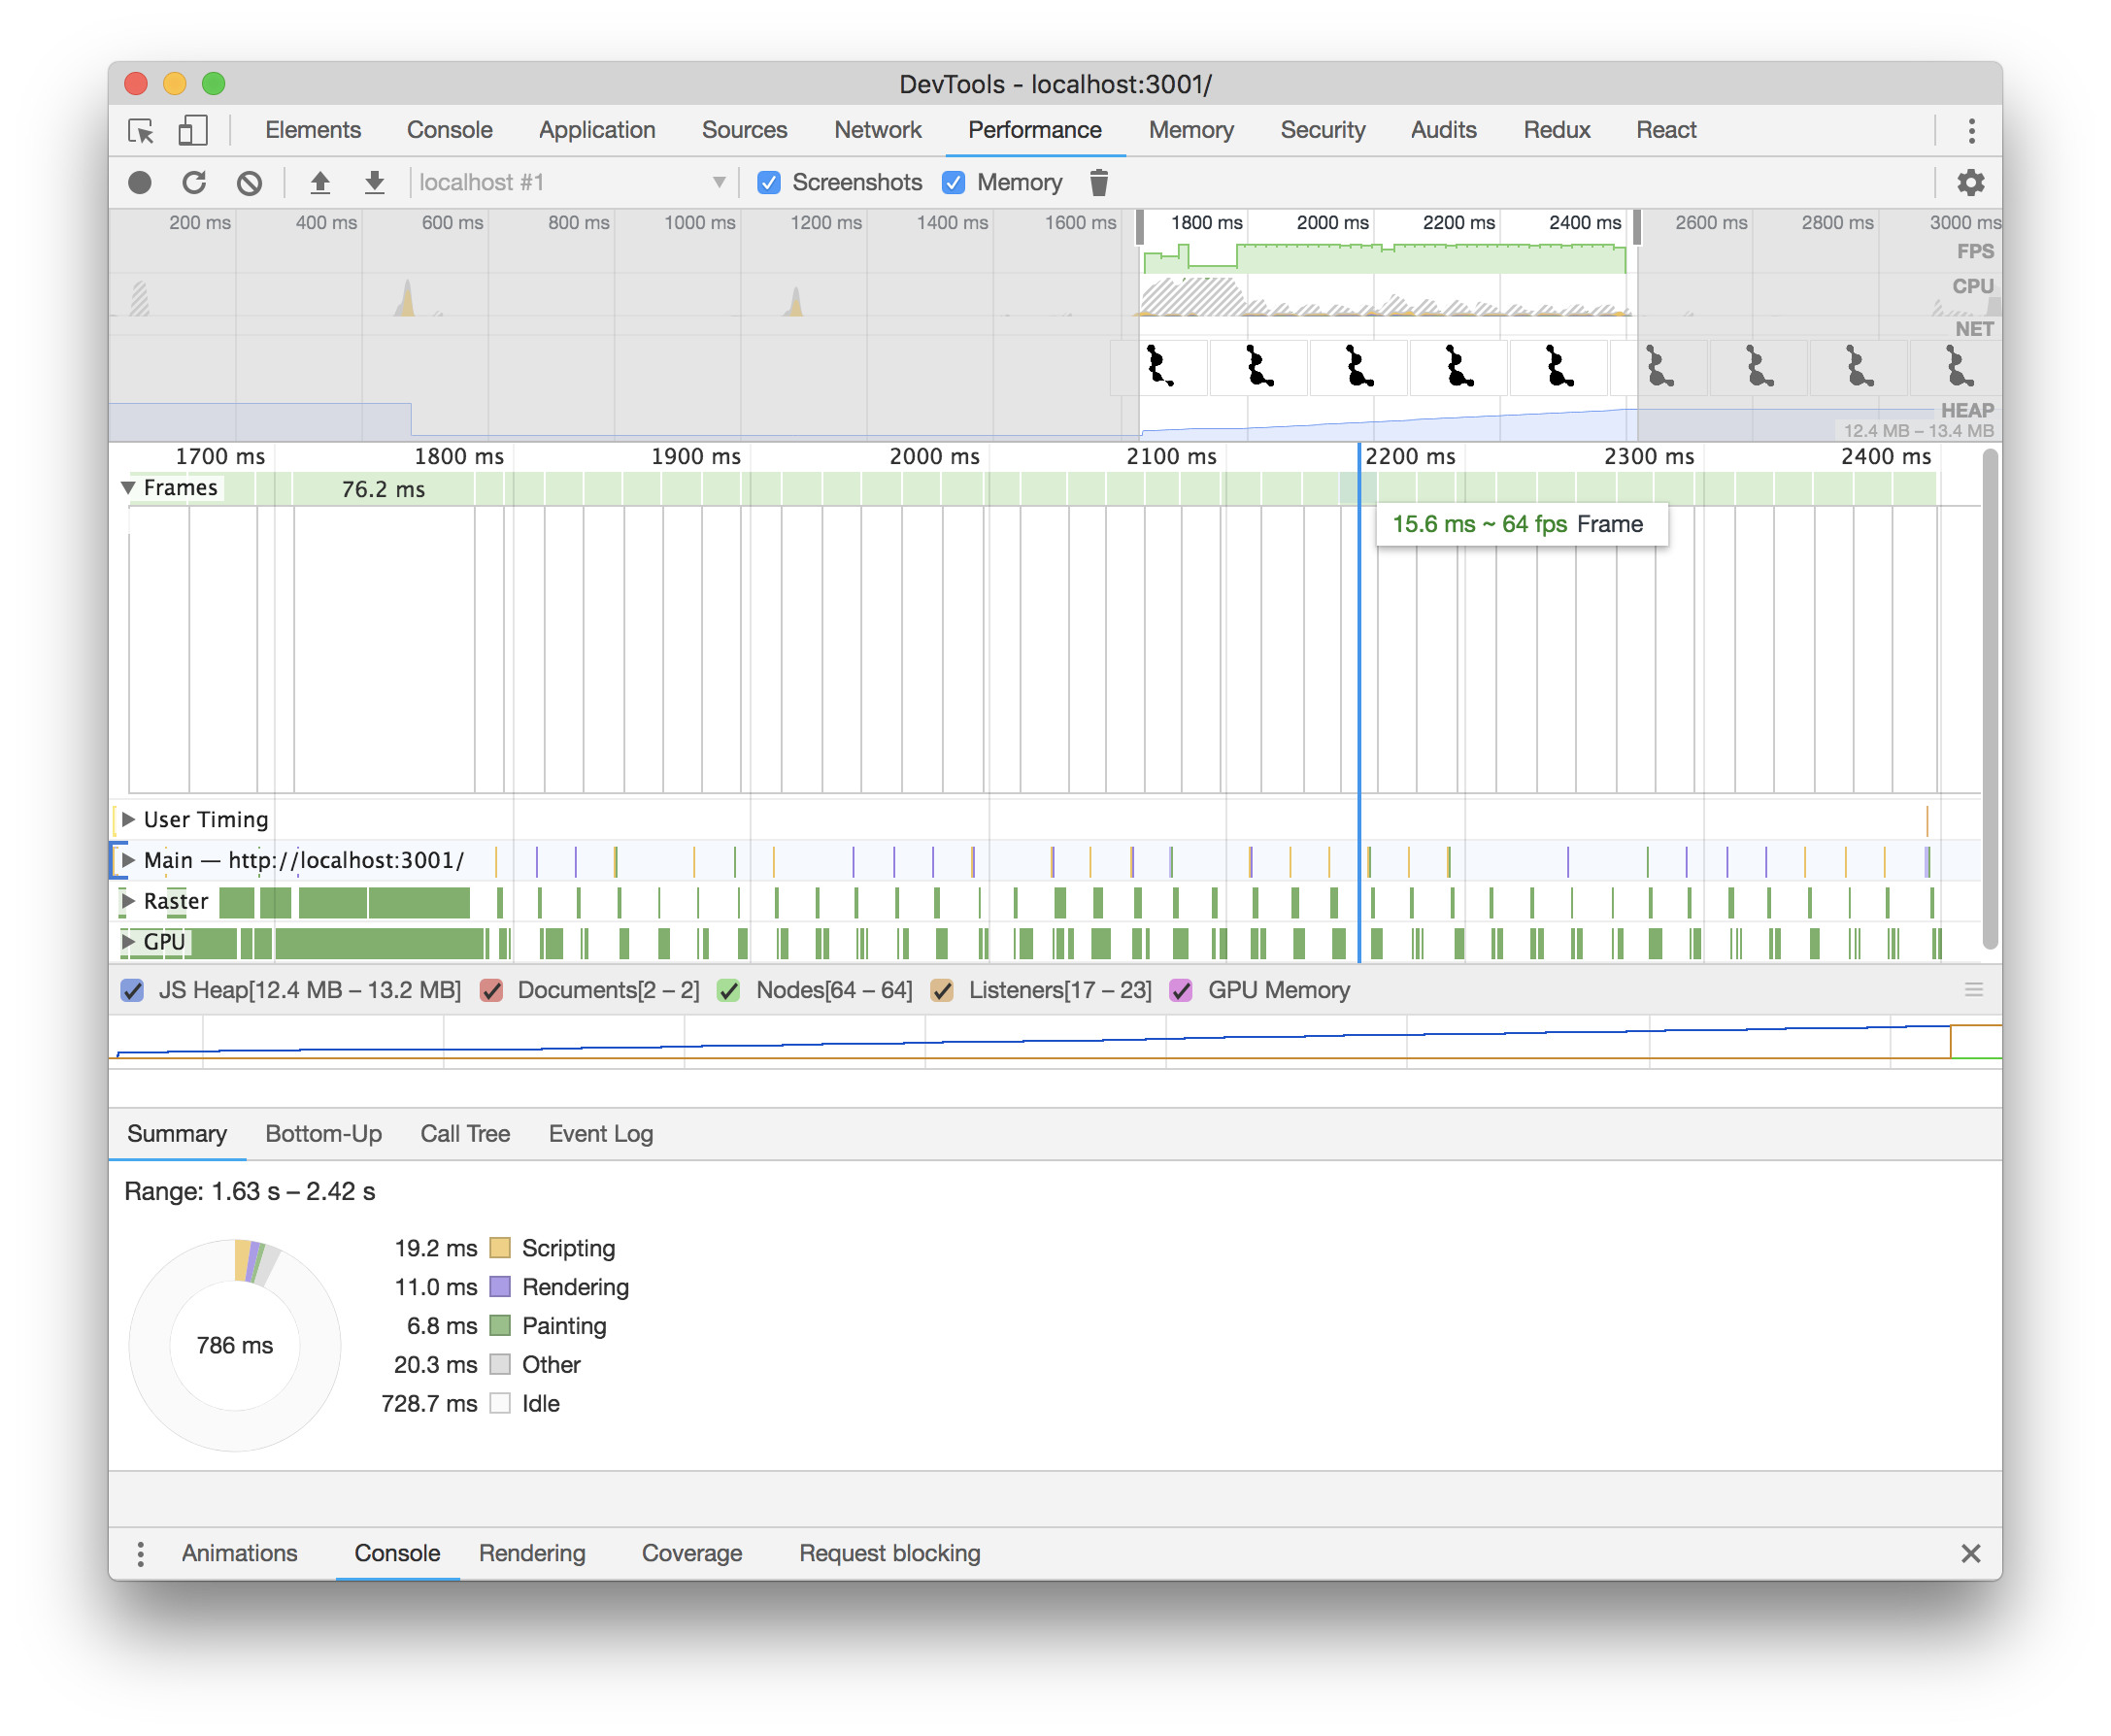 DevTools - localhost:3001/
Elements Console Application Sources Network Performance Memory Security Audits Redux React
localhost #1 Screenshots Memory
200 ms 400 ms 600 ms 800 ms 1000 ms 1200 ms 1400 ms 1600 ms 1800 ms 2000 ms 2200 ms 2400 ms 2600 ms 2800 ms 3000 ms
FPS
CPU
NET
HEAP
12.4 MB – 13.4 MB
1700 ms 1800 ms 1900 ms 2000 ms 2100 ms 2200 ms 2300 ms 2400 ms
Frames 76.2 ms
15.6 ms ~ 64 fps Frame
User Timing
Main — http://localhost:3001/
Raster
GPU
JS Heap[12.4 MB – 13.2 MB] Documents[2 – 2] Nodes[64 – 64] Listeners[17 – 23] GPU Memory
Summary Bottom-Up Call Tree Event Log
Range: 1.63 s – 2.42 s
19.2 ms Scripting
11.0 ms Rendering
6.8 ms Painting
786 ms
20.3 ms Other
728.7 ms Idle
Animations Console Rendering Coverage Request blocking